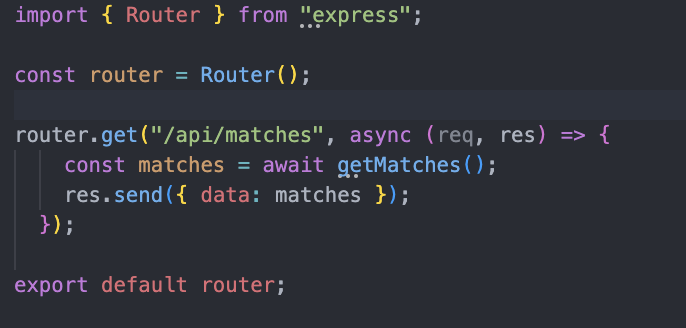 import { Router } from "express";
const router = Router();
router.get("/api/matches", async (req, res) => {
const matches = await getMatches();
res.send({ data: matches });
});
export default router;